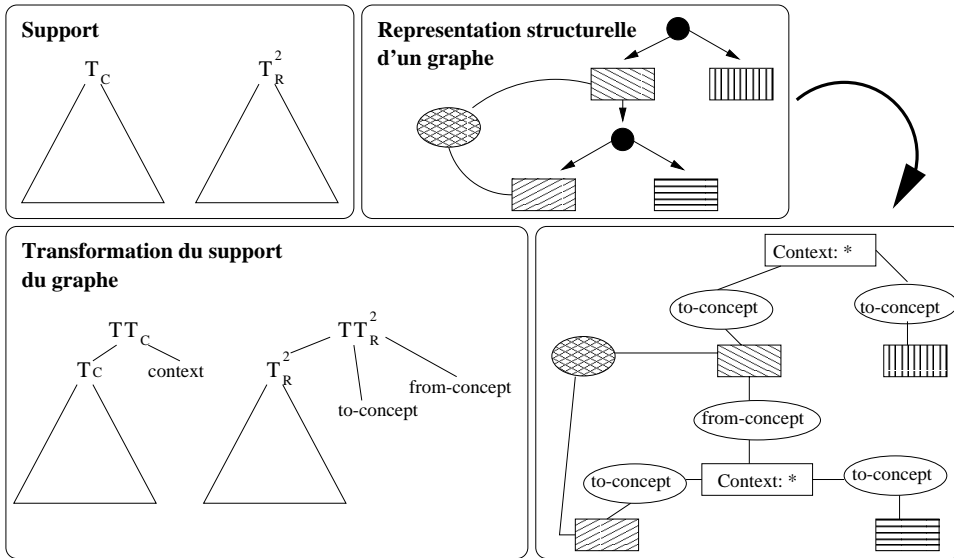 Support
T_C
T_R^2
Representation structurelle
d'un graphe
Transformation du support
du graphe
TT_C
T_C
context
TT_R^2
T_R^2
to-concept
from-concept
Context: *
to-concept
to-concept
from-concept
to-concept
Context: *
to-concept